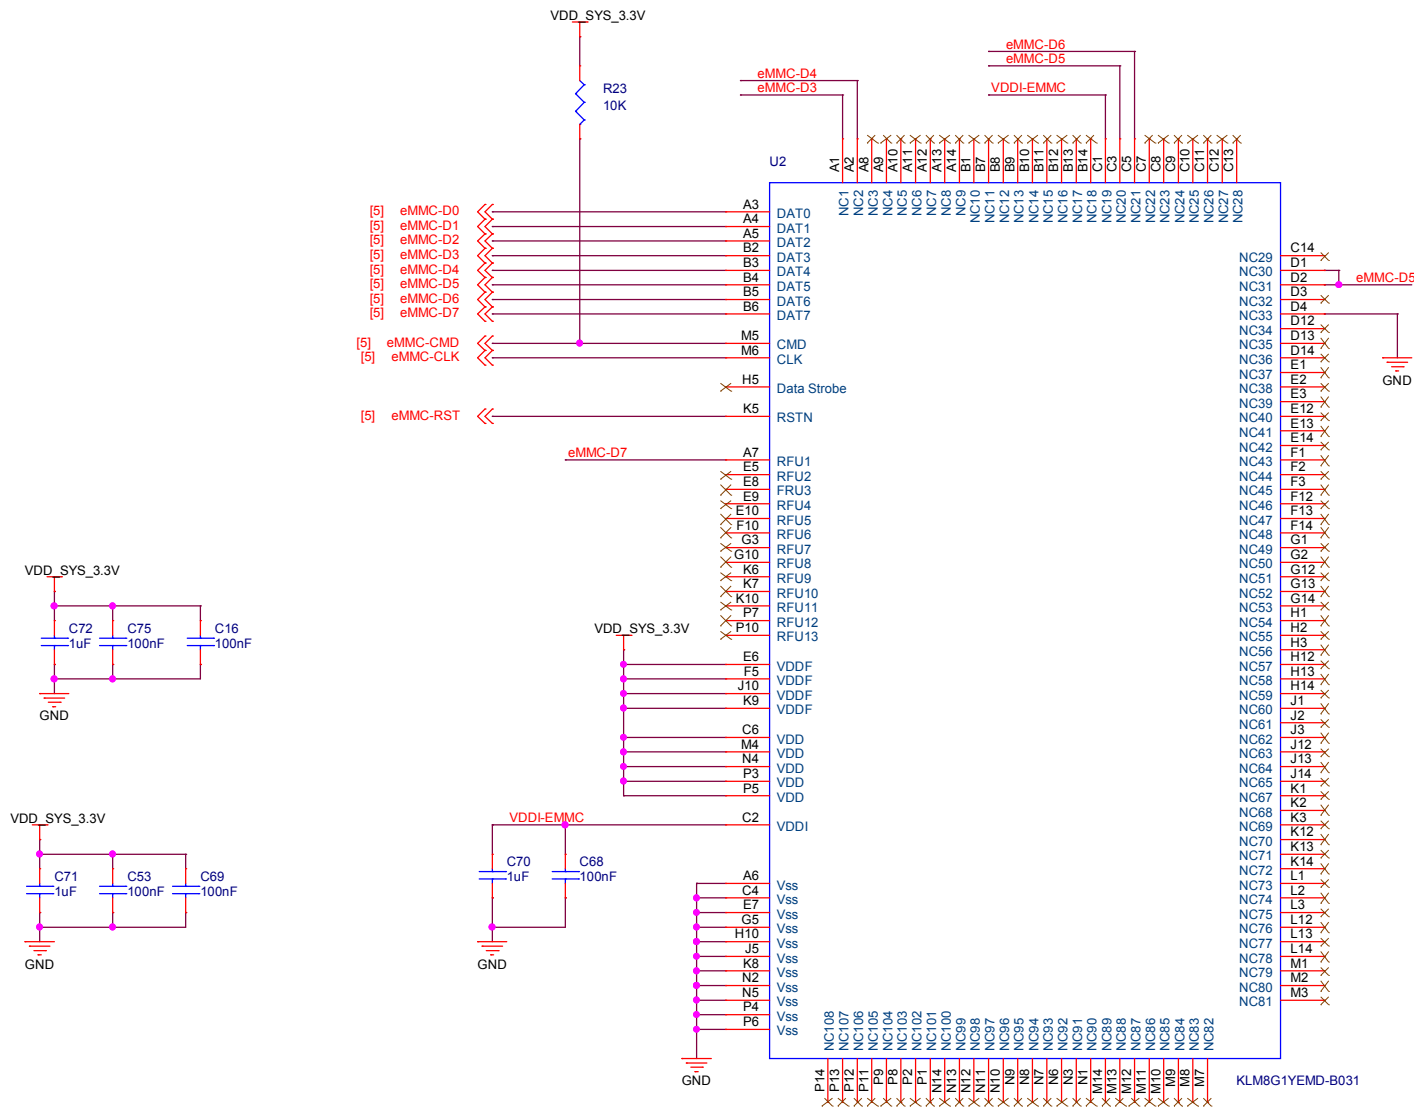 VDD_SYS_3.3V
R23
10K
eMMC-D4
eMMC-D3
eMMC-D6
eMMC-D5
VDDI-EMMC
U2
A1 A2 A8 A9 A10 A11 A12 A13 A14 B1 B7 B8 B9 B10 B11 B12 B13 B14 C1 C3 C5 C7 C8 C9 C10 C11 C12 C13
NC1 NC2 NC3 NC4 NC5 NC6 NC7 NC8 NC9 NC10 NC11 NC12 NC13 NC14 NC15 NC16 NC17 NC18 NC19 NC20 NC21 NC22 NC23 NC24 NC25 NC26 NC27 NC28
[5] eMMC-D0 A3 DAT0
[5] eMMC-D1 A4 DAT1
[5] eMMC-D2 A5 DAT2
[5] eMMC-D3 B2 DAT3
[5] eMMC-D4 B3 DAT4
[5] eMMC-D5 B4 DAT5
[5] eMMC-D6 B5 DAT6
[5] eMMC-D7 B6 DAT7
[5] eMMC-CMD M5 CMD
[5] eMMC-CLK M6 CLK
H5 Data Strobe
[5] eMMC-RST K5 RSTN
eMMC-D7 A7 RFU1
E5 RFU2
E8 FRU3
E9 RFU4
E10 RFU5
F10 RFU6
G3 RFU7
G10 RFU8
K6 RFU9
K7 RFU10
K10 RFU11
P7 RFU12
P10 RFU13
VDD_SYS_3.3V
E6 VDDF
F5 VDDF
J10 VDDF
K9 VDDF
C6 VDD
M4 VDD
N4 VDD
P3 VDD
P5 VDD
VDDI-EMMC C2 VDDI
C70
1uF
C68
100nF
GND
A6 Vss
C4 Vss
E7 Vss
G5 Vss
H10 Vss
J5 Vss
K8 Vss
N2 Vss
N5 Vss
P4 Vss
P6 Vss
GND
VDD_SYS_3.3V
C72
1uF
C75
100nF
C16
100nF
GND
VDD_SYS_3.3V
C71
1uF
C53
100nF
C69
100nF
GND
NC29 C14
NC30 D1
NC31 D2 eMMC-D5
NC32 D3
NC33 D4
GND
NC34 D12
NC35 D13
NC36 D14
NC37 E1
NC38 E2
NC39 E3
NC40 E12
NC41 E13
NC42 E14
NC43 F1
NC44 F2
NC45 F3
NC46 F12
NC47 F13
NC48 F14
NC49 G1
NC50 G2
NC51 G12
NC52 G13
NC53 G14
NC54 H1
NC55 H2
NC56 H3
NC57 H12
NC58 H13
NC59 H14
NC60 J1
NC61 J2
NC62 J3
NC63 J12
NC64 J13
NC65 J14
NC67 K1
NC68 K2
NC69 K3
NC70 K12
NC71 K13
NC72 K14
NC73 L1
NC74 L2
NC75 L3
NC76 L12
NC77 L13
NC78 L14
NC79 M1
NC80 M2
NC81 M3
NC108 NC107 NC106 NC105 NC104 NC103 NC102 NC101 NC100 NC99 NC98 NC97 NC96 NC95 NC94 NC93 NC92 NC91 NC90 NC89 NC88 NC87 NC86 NC85 NC84 NC83 NC82
P14 P13 P12 P11 P9 P8 P2 P1 N14 N13 N12 N11 N10 N9 N8 N7 N6 N3 N1 M14 M13 M12 M11 M10 M9 M8 M7
KLM8G1YEMD-B031